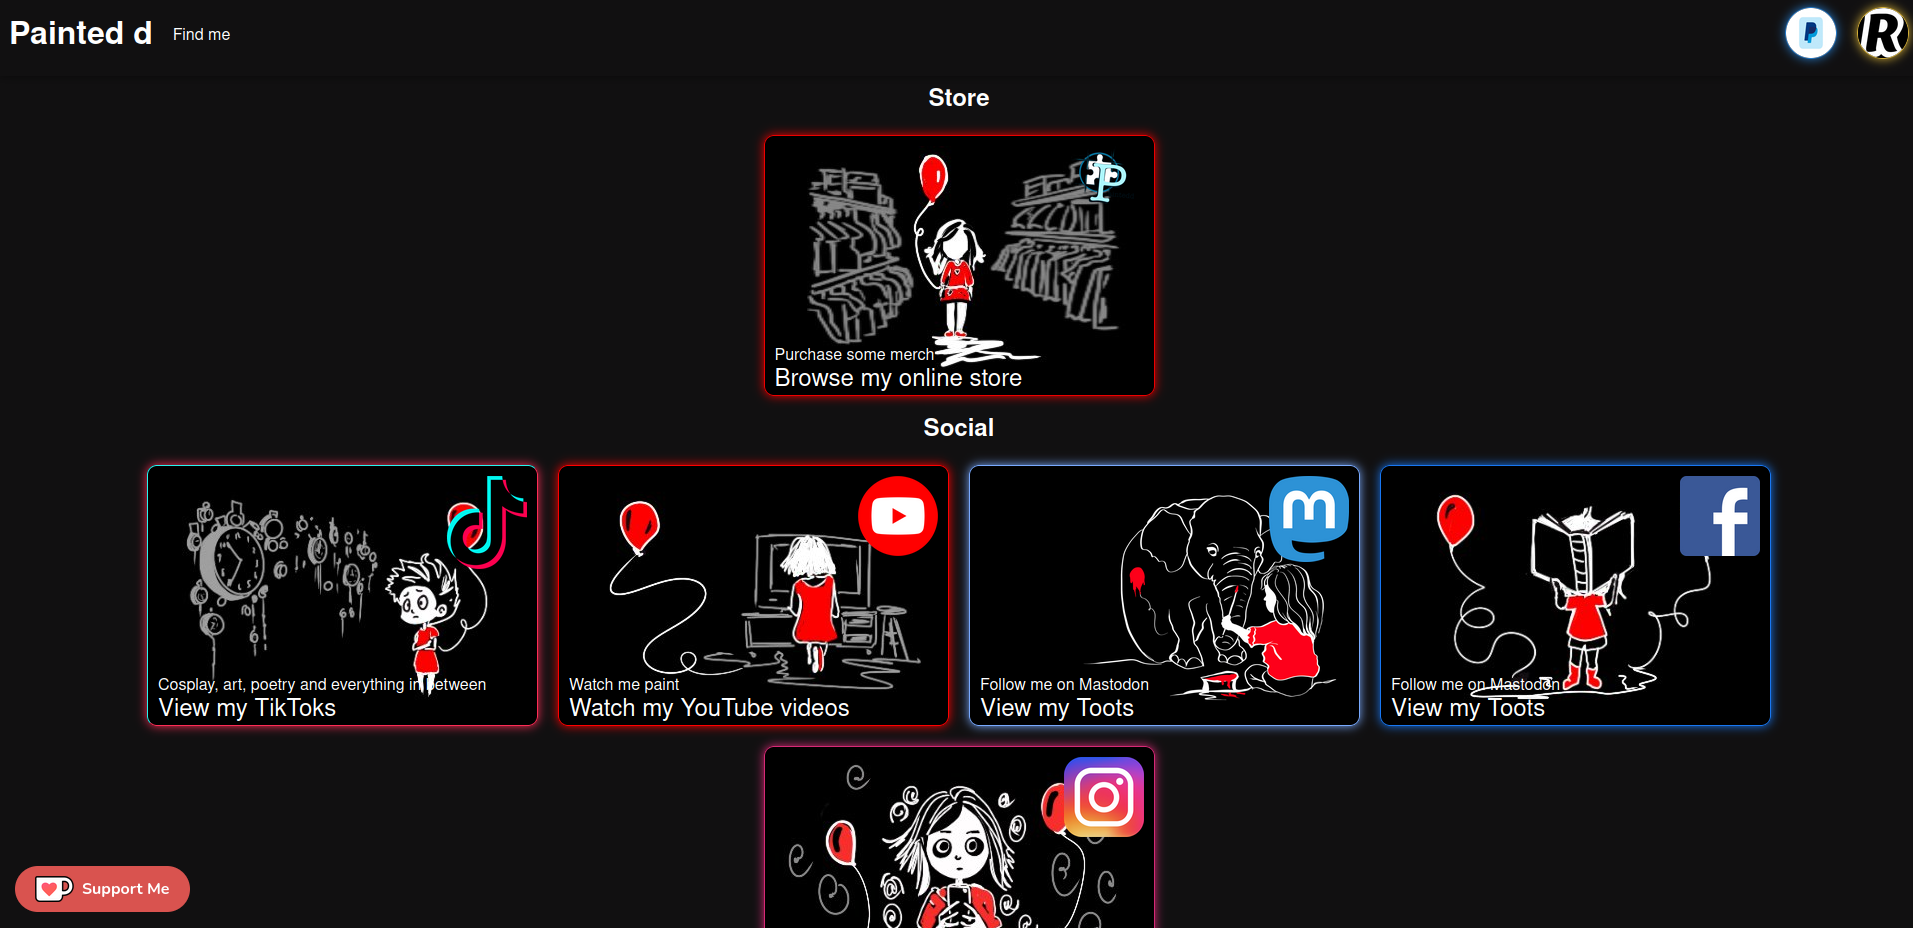 Painted d
Find me
Store
Purchase some merch
Browse my online store
Social
Cosplay, art, poetry and everything in between
View my TikToks
Watch me paint
Watch my YouTube videos
Follow me on Mastodon
View my Toots
Follow me on Mastodon
View my Toots
Support Me